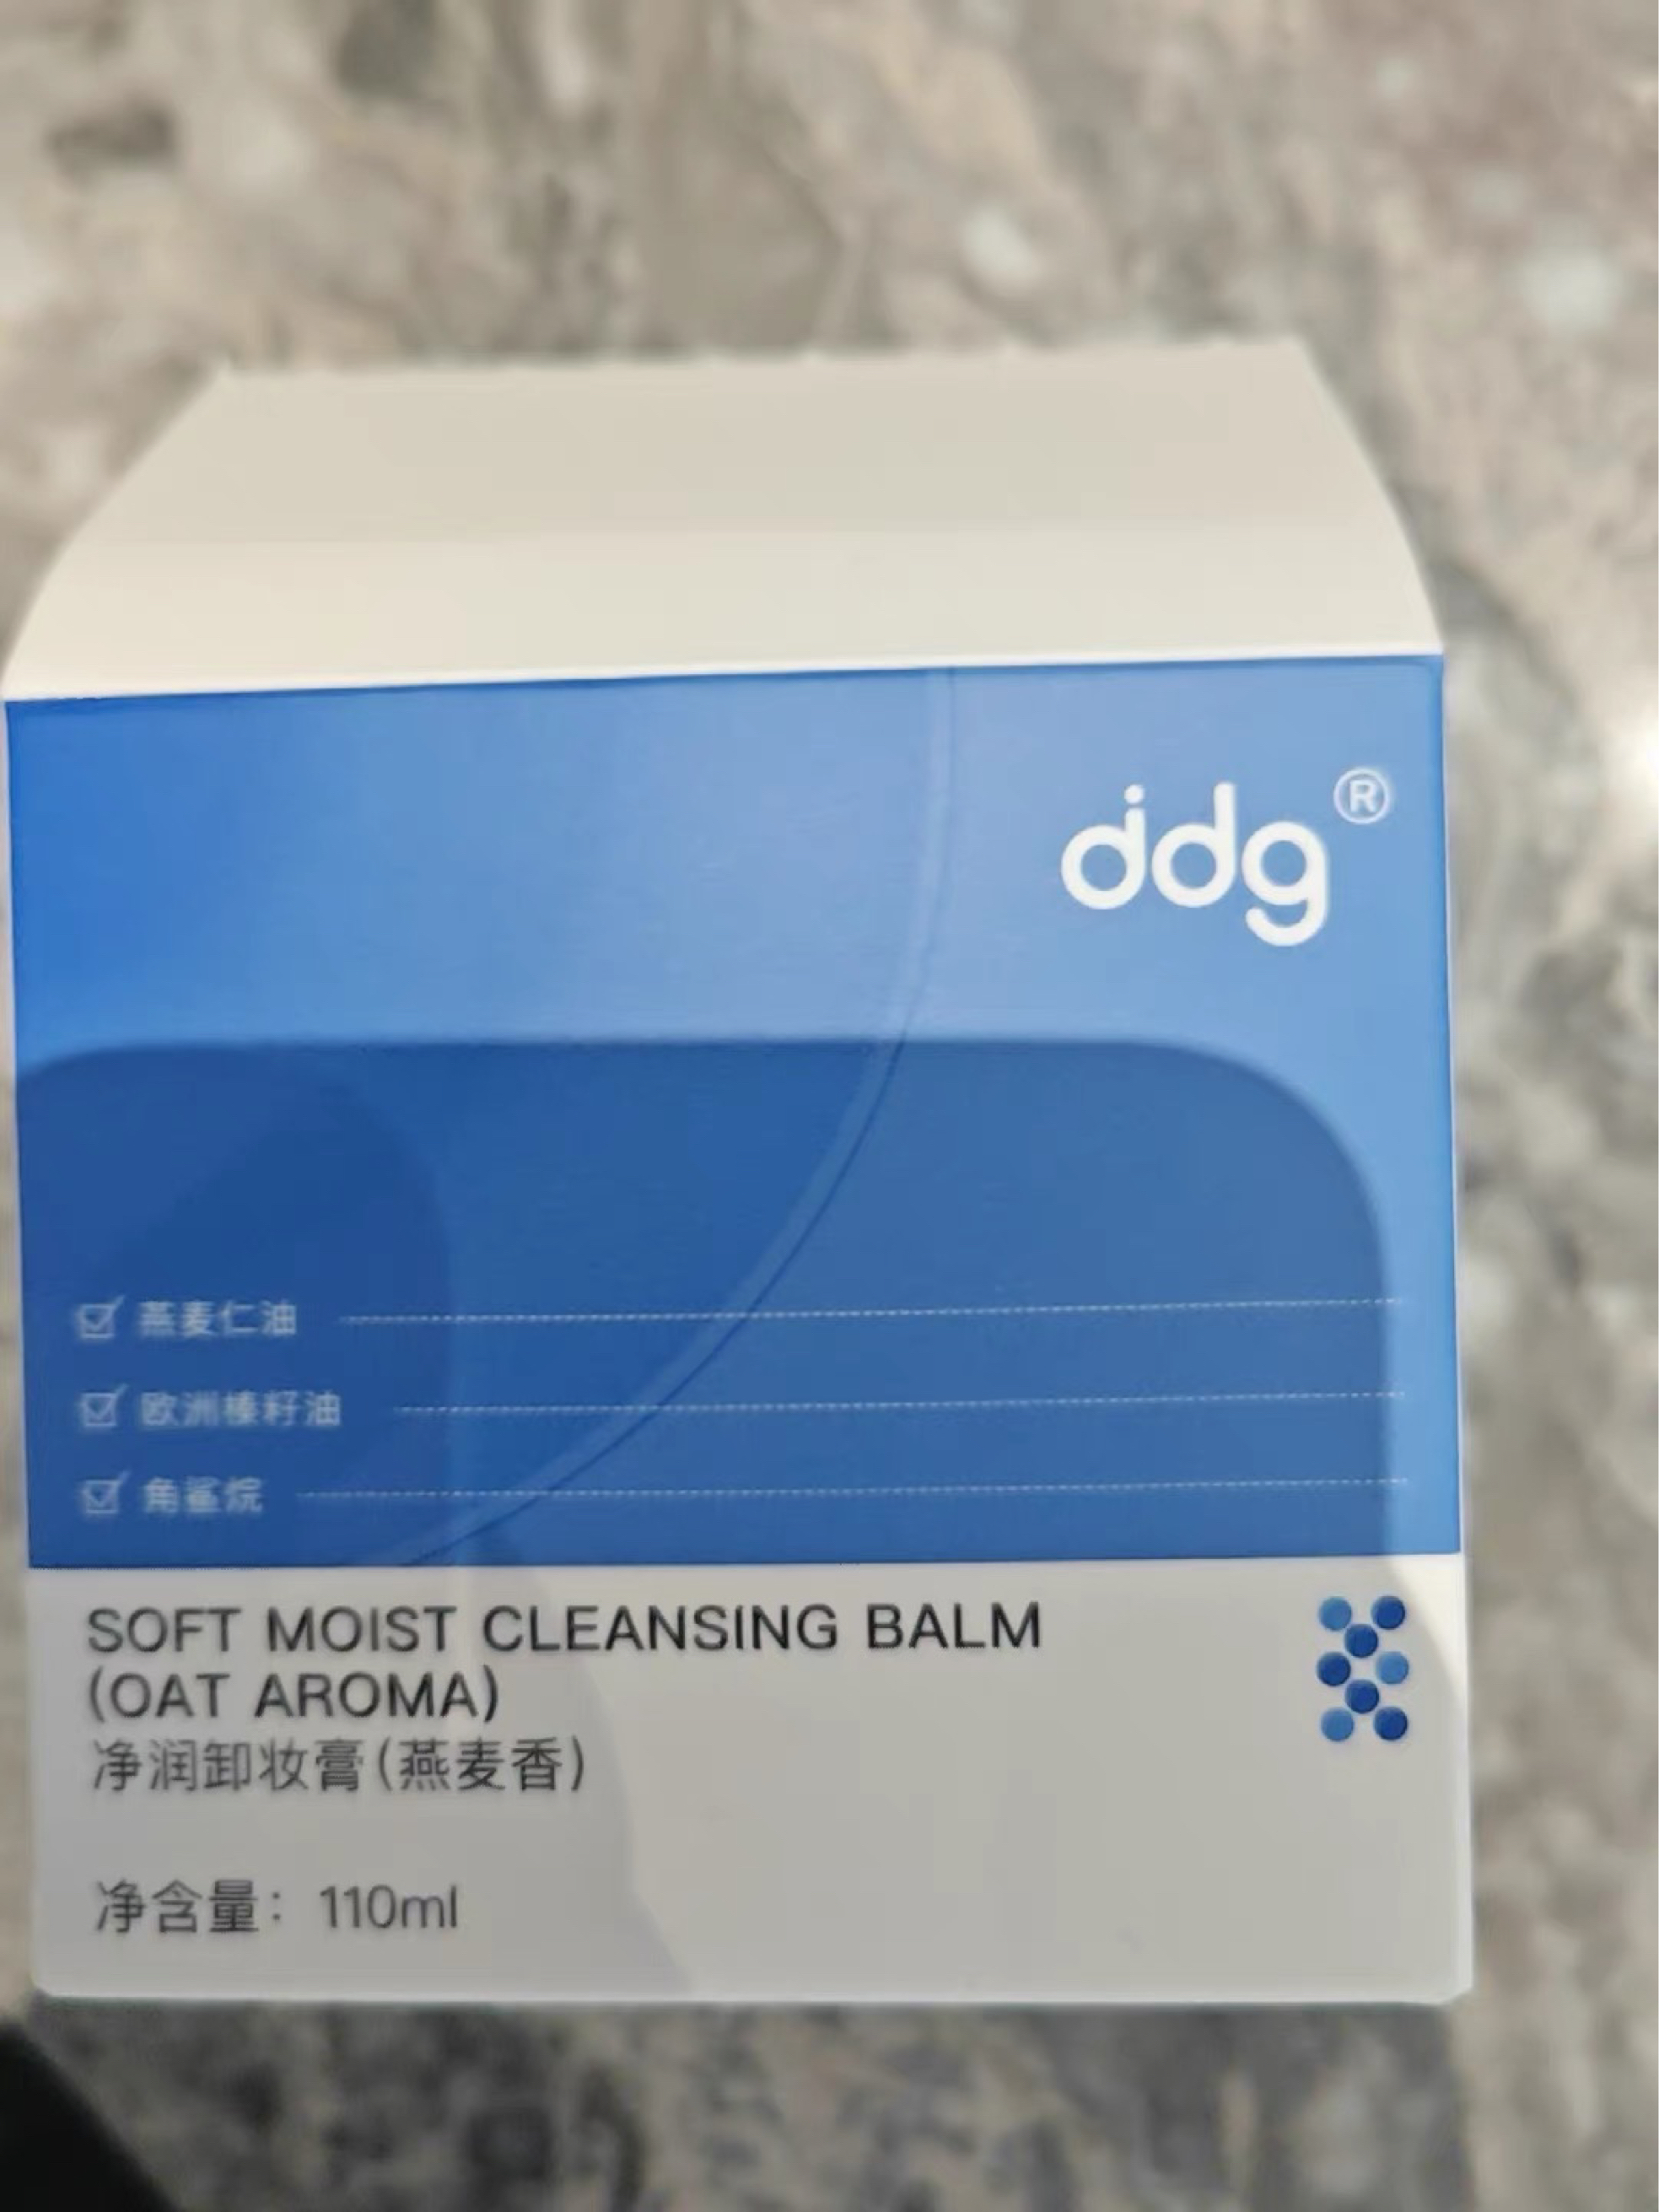 ddg®
燕麦仁油
欧洲榛籽油
角鲨烷
SOFT MOIST CLEANSING BALM
(OAT AROMA)
净润卸妆膏(燕麦香)
净含量：110ml